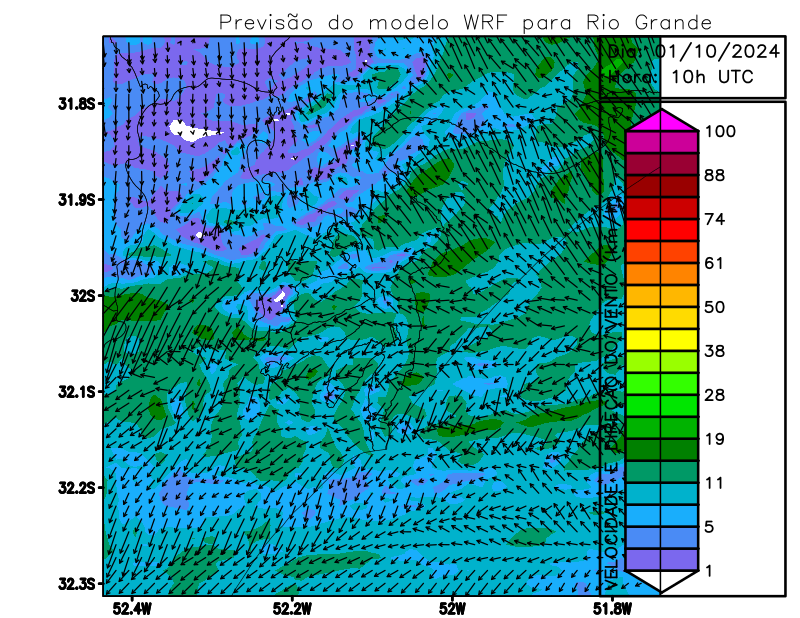 Previsão do modelo WRF para Rio Grande
Dia: 01/10/2024
Hora: 10h UTC
31.8S
31.9S
32S
32.1S
32.2S
32.3S
52.4W
52.2W
52W
51.8W
VELOCIDADE E DIREÇÃO DO VENTO (km/h)
100
88
74
61
50
38
28
19
11
5
1